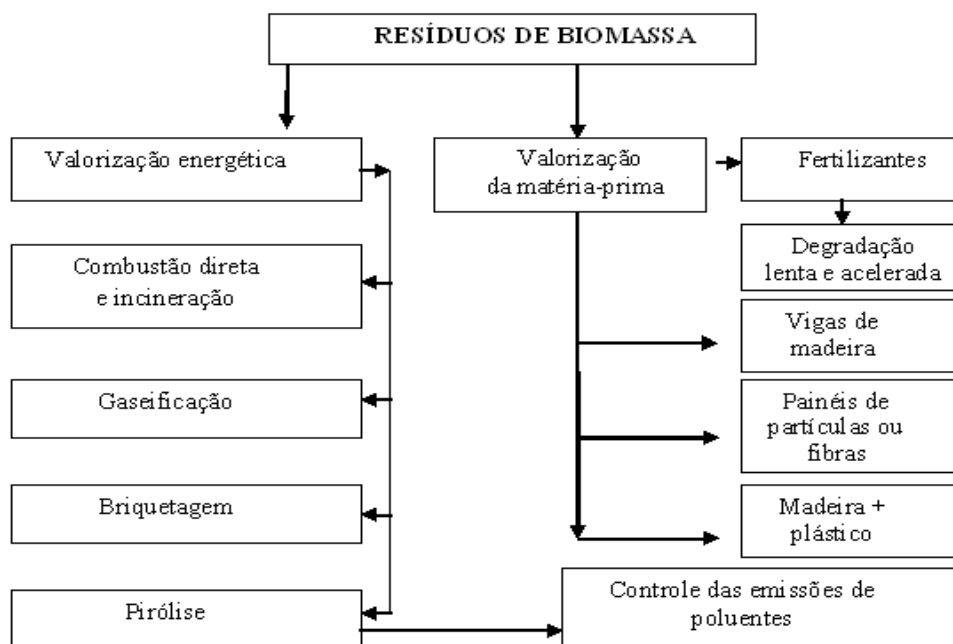 RESÍDUOS DE BIOMASSA
Valorização energética
Valorização
da matéria-prima
Fertilizantes
Combustão direta
e incineração
Degradação
lenta e acelerada
Vigas de
madeira
Gaseificação
Painéis de
partículas ou
fibras
Briquetagem
Madeira +
plástico
Pirólise
Controle das emissões de
poluentes